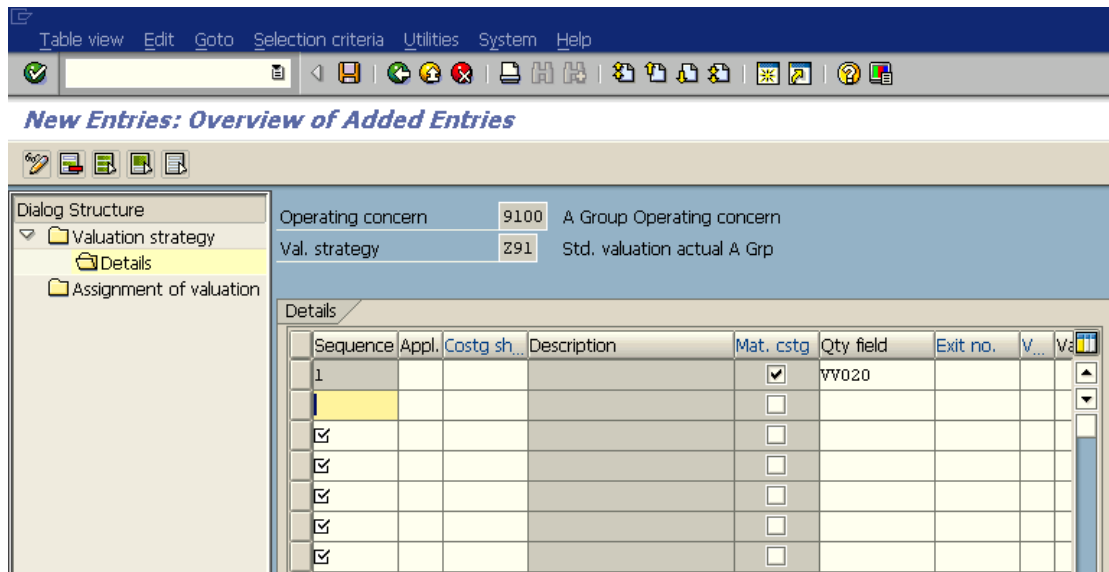 Table view Edit Goto Selection criteria Utilities System Help
New Entries: Overview of Added Entries
Dialog Structure
Valuation strategy
Details
Assignment of valuation
Operating concern 9100 A Group Operating concern
Val. strategy Z91 Std. valuation actual A Grp
Details
Sequence Appl. Costg sh... Description Mat. cstg Qty field Exit no. V... Va
1 VV020